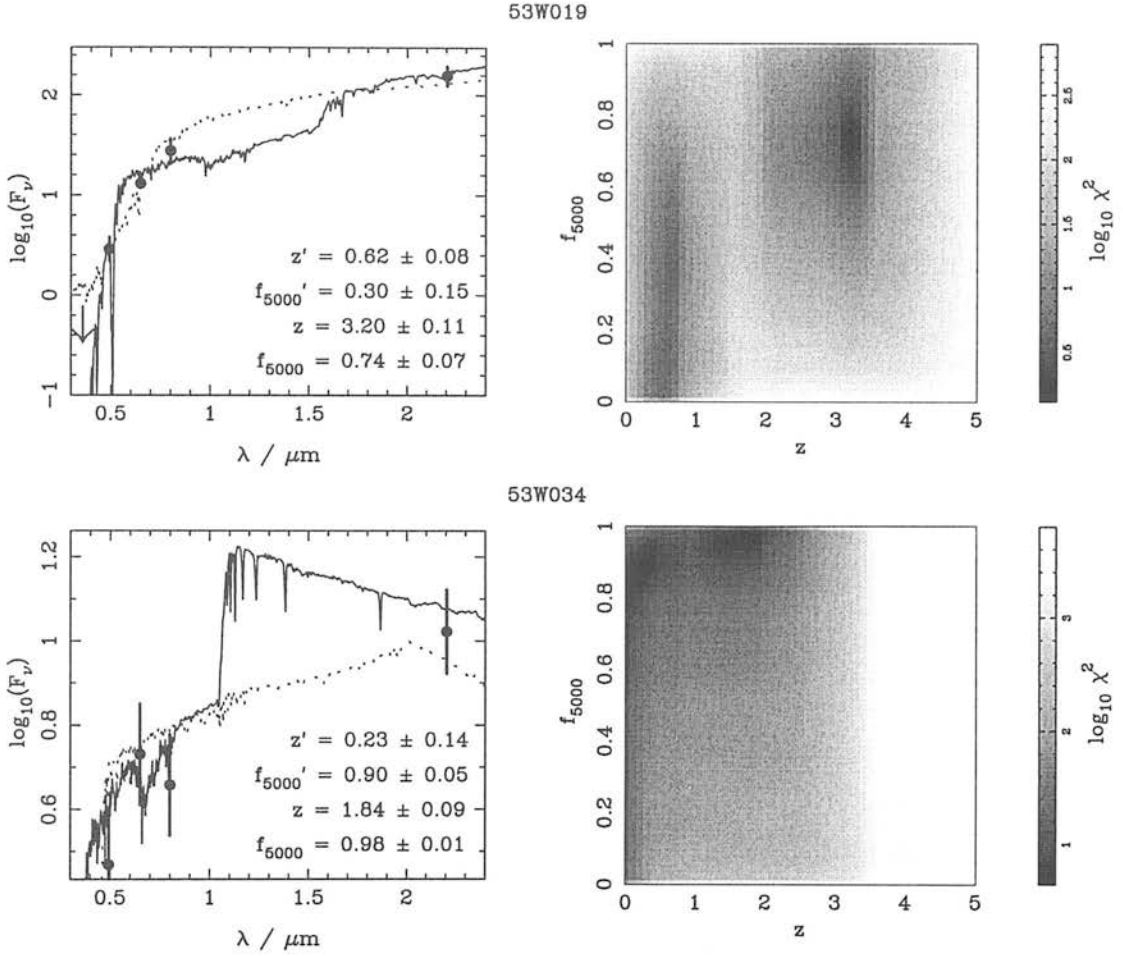 53W019
log₁₀(F_ν)
2
1
0
−1
z' = 0.62 ± 0.08
f₅₀₀₀' = 0.30 ± 0.15
z = 3.20 ± 0.11
f₅₀₀₀ = 0.74 ± 0.07
0.5 1 1.5 2
λ / μm
f₅₀₀₀
1
0.8
0.6
0.4
0.2
0
0 1 2 3 4 5
z
2.5
2
1.5
1
0.5
log₁₀ χ²
53W034
log₁₀(F_ν)
1.2
1
0.8
0.6
z' = 0.23 ± 0.14
f₅₀₀₀' = 0.90 ± 0.05
z = 1.84 ± 0.09
f₅₀₀₀ = 0.98 ± 0.01
0.5 1 1.5 2
λ / μm
f₅₀₀₀
1
0.8
0.6
0.4
0.2
0
0 1 2 3 4 5
z
3
2
1
log₁₀ χ²